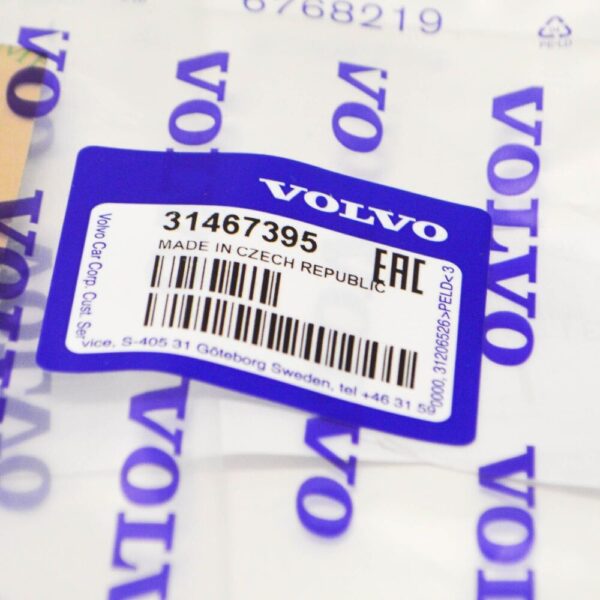 6768219
PE-LD
VOLVO
31467395
MADE IN CZECH REPUBLIC
EAC
Volvo Car Corp. Cust. Service, S-405 31 Göteborg Sweden, tel +46 31 59 0000, 31206526>PELD<3
VOLVO
VOLVO
VOLVO
VOLVO
VOLVO